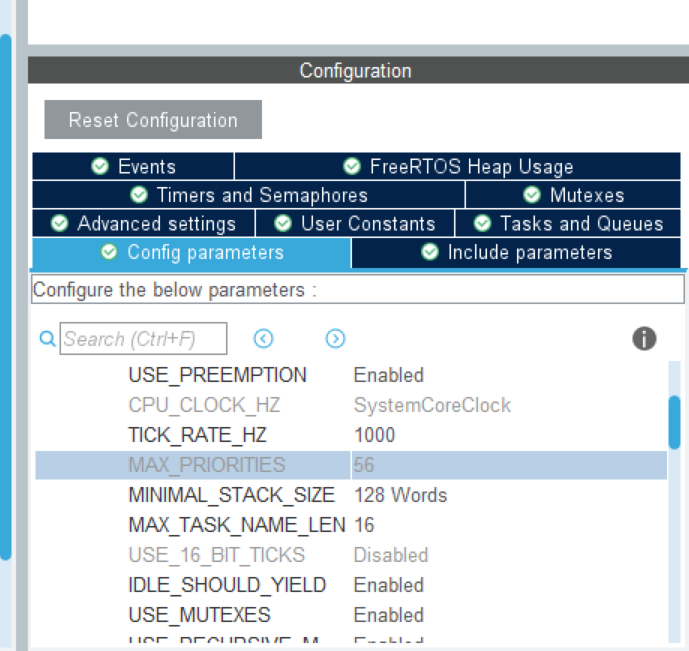 Configuration
Reset Configuration
Events FreeRTOS Heap Usage
Timers and Semaphores Mutexes
Advanced settings User Constants Tasks and Queues
Config parameters Include parameters
Configure the below parameters :
Search (Ctrl+F)
USE_PREEMPTION Enabled
CPU_CLOCK_HZ SystemCoreClock
TICK_RATE_HZ 1000
MAX_PRIORITIES 56
MINIMAL_STACK_SIZE 128 Words
MAX_TASK_NAME_LEN 16
USE_16_BIT_TICKS Disabled
IDLE_SHOULD_YIELD Enabled
USE_MUTEXES Enabled